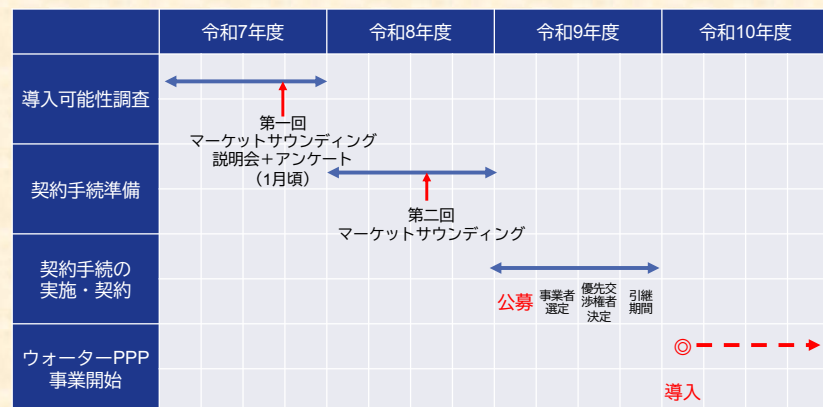 令和7年度
令和8年度
令和9年度
令和10年度
導入可能性調査
第一回
マーケットサウンディング
説明会+アンケート
（1月頃）
契約手続準備
第二回
マーケットサウンディング
契約手続の
実施・契約
公募
事業者
選定
優先交
渉権者
決定
引継
期間
ウォーターPPP
事業開始
◎
導入